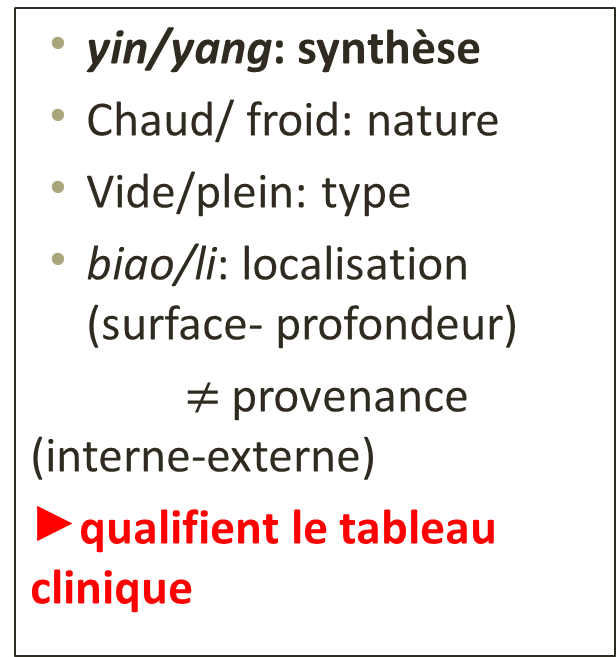 • yin/yang: synthèse
• Chaud/ froid: nature
• Vide/plein: type
• biao/li: localisation
(surface- profondeur)
≠ provenance
(interne-externe)
►qualifient le tableau
clinique